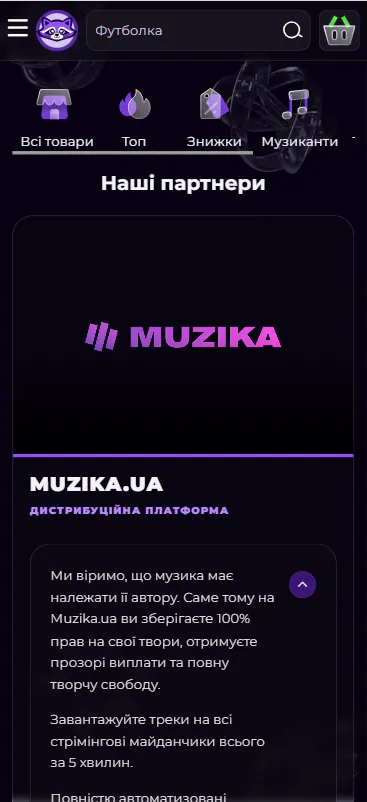 Футболка
Всі товари
Топ
Знижки
Музиканти
Наші партнери
MUZIKA
MUZIKA.UA
ДИСТРИБУЦІЙНА ПЛАТФОРМА
Ми віримо, що музика має
належати її автору. Саме тому на
Muzika.ua ви зберігаєте 100%
прав на свої твори, отримуєте
прозорі виплати та повну
творчу свободу.
Завантажуйте треки на всі
стрімінгові майданчики всього
за 5 хвилин.
Повністю автоматизовані